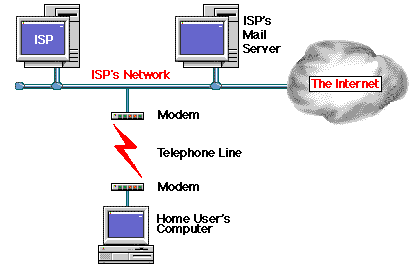 ISP
ISP's
Mail
Server
ISP's Network
The Internet
Modem
Telephone Line
Modem
Home User's
Computer